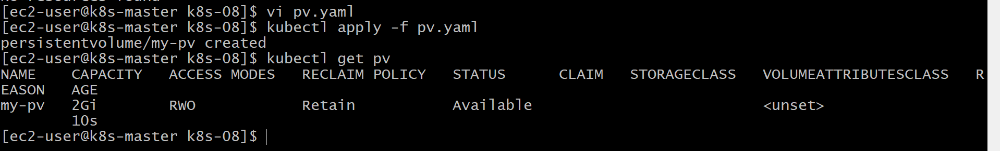 No resources found
[ec2-user@k8s-master k8s-08]$ vi pv.yaml
[ec2-user@k8s-master k8s-08]$ kubectl apply -f pv.yaml
persistentvolume/my-pv created
[ec2-user@k8s-master k8s-08]$ kubectl get pv
NAME    CAPACITY   ACCESS MODES   RECLAIM POLICY   STATUS      CLAIM   STORAGECLASS   VOLUMEATTRIBUTESCLASS   R
EASON   AGE
my-pv   2Gi        RWO            Retain           Available                          <unset>
        10s
[ec2-user@k8s-master k8s-08]$